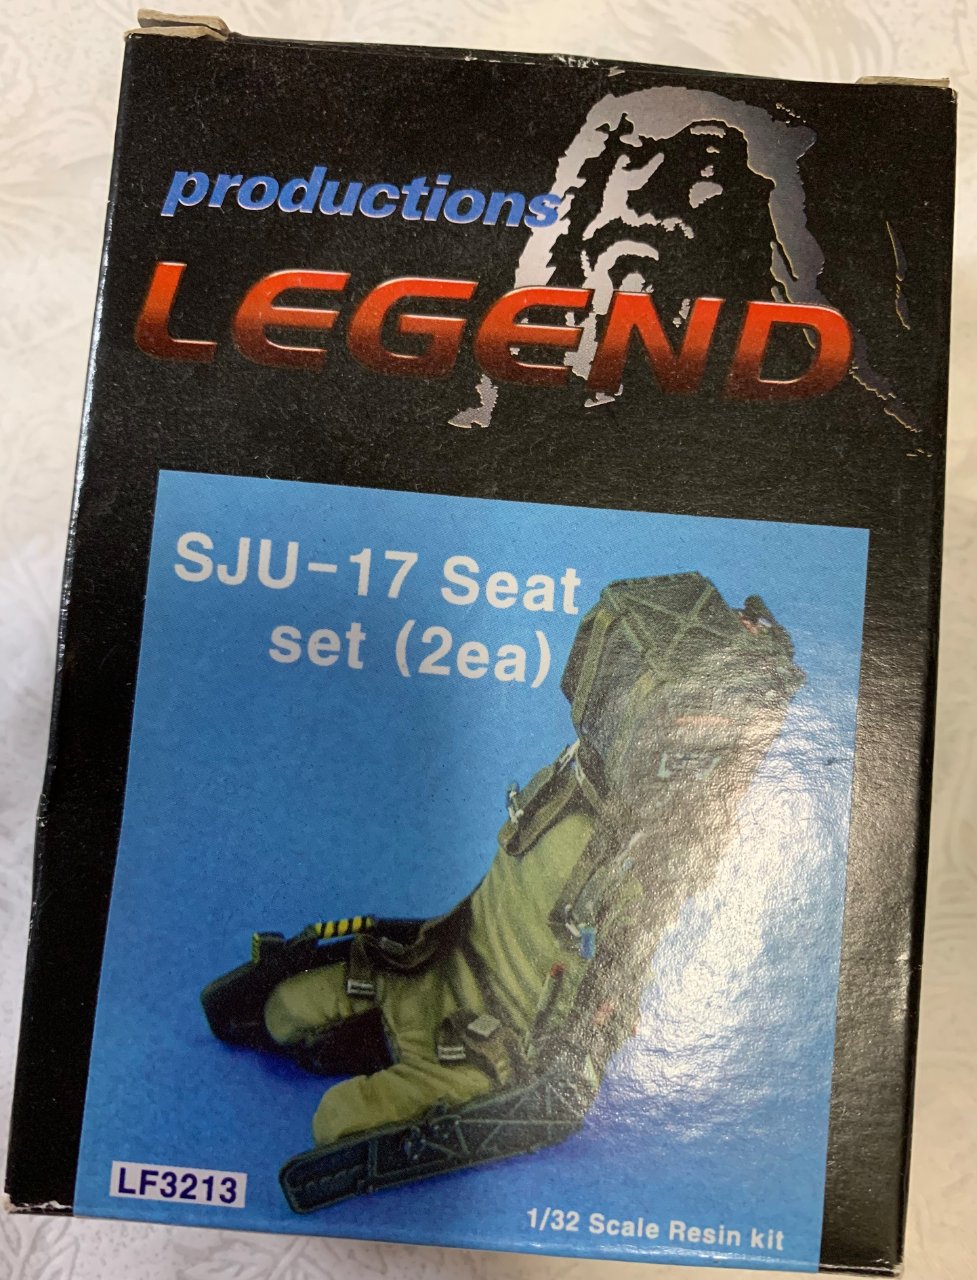 productions
LEGEND
SJU-17 Seat
set (2ea)
LF3213
1/32 Scale Resin kit